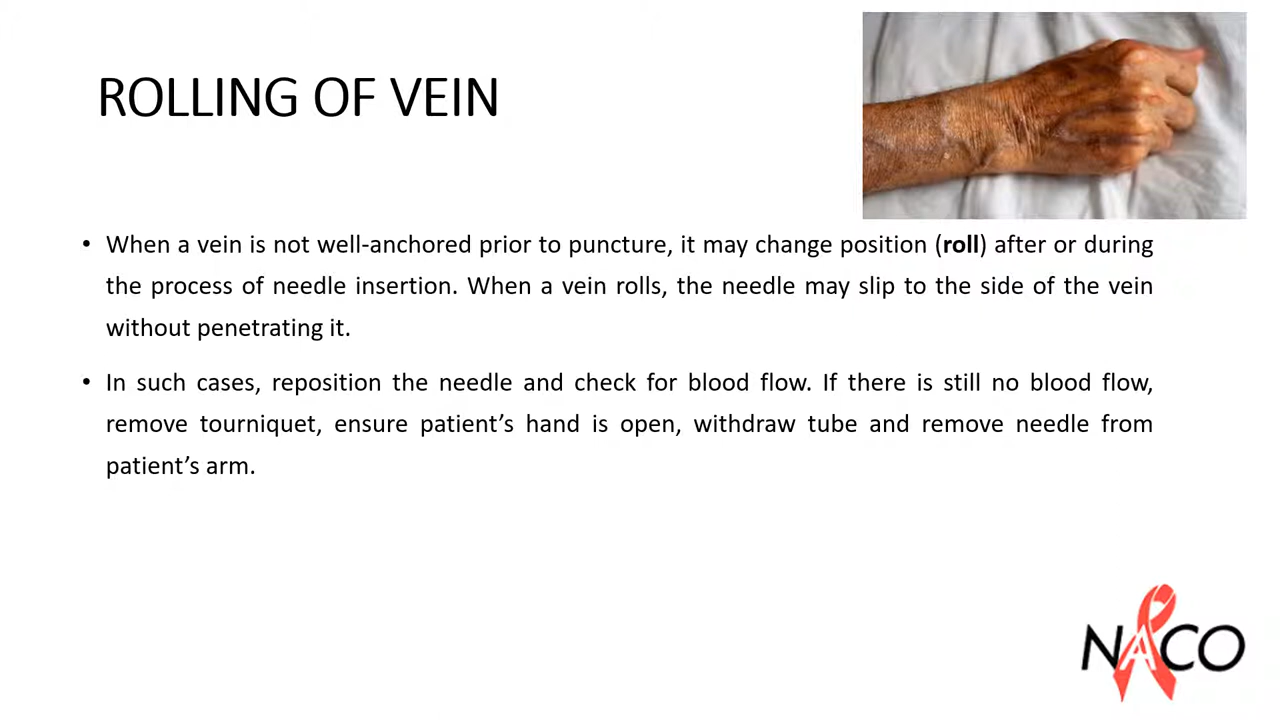 ROLLING OF VEIN
• When a vein is not well-anchored prior to puncture, it may change position (roll) after or during
the process of needle insertion. When a vein rolls, the needle may slip to the side of the vein
without penetrating it.
• In such cases, reposition the needle and check for blood flow. If there is still no blood flow,
remove tourniquet, ensure patient’s hand is open, withdraw tube and remove needle from
patient’s arm.
NACO